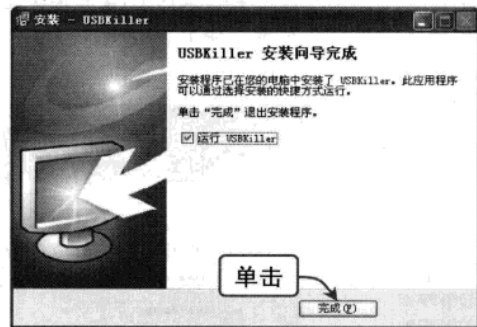 安装 - USBKiller
USBKiller 安装向导完成
安装程序已在您的电脑中安装了 USBKiller。此应用程序
可以通过选择安装的快捷方式运行。
单击“完成”退出安装程序。
运行 USBKiller
单击
完成(F)